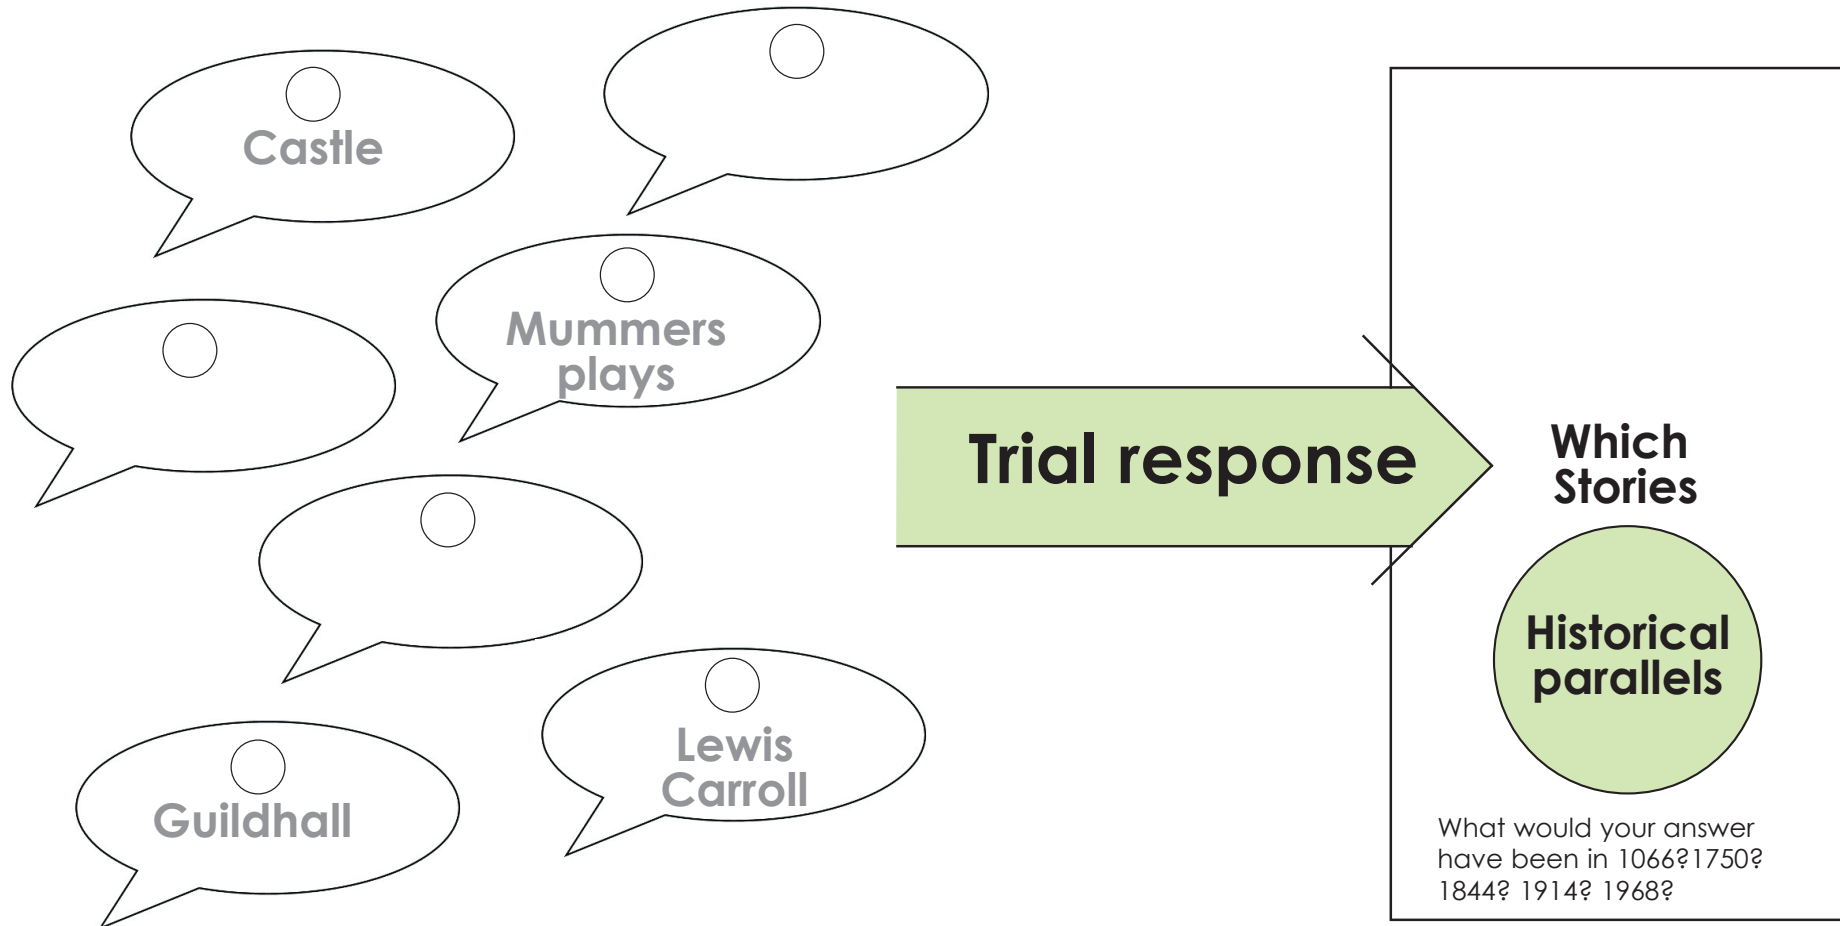 Castle
Mummers
plays
Guildhall
Lewis
Carroll
Trial response
Which
Stories
Historical
parallels
What would your answer
have been in 1066?1750?
1844? 1914? 1968?